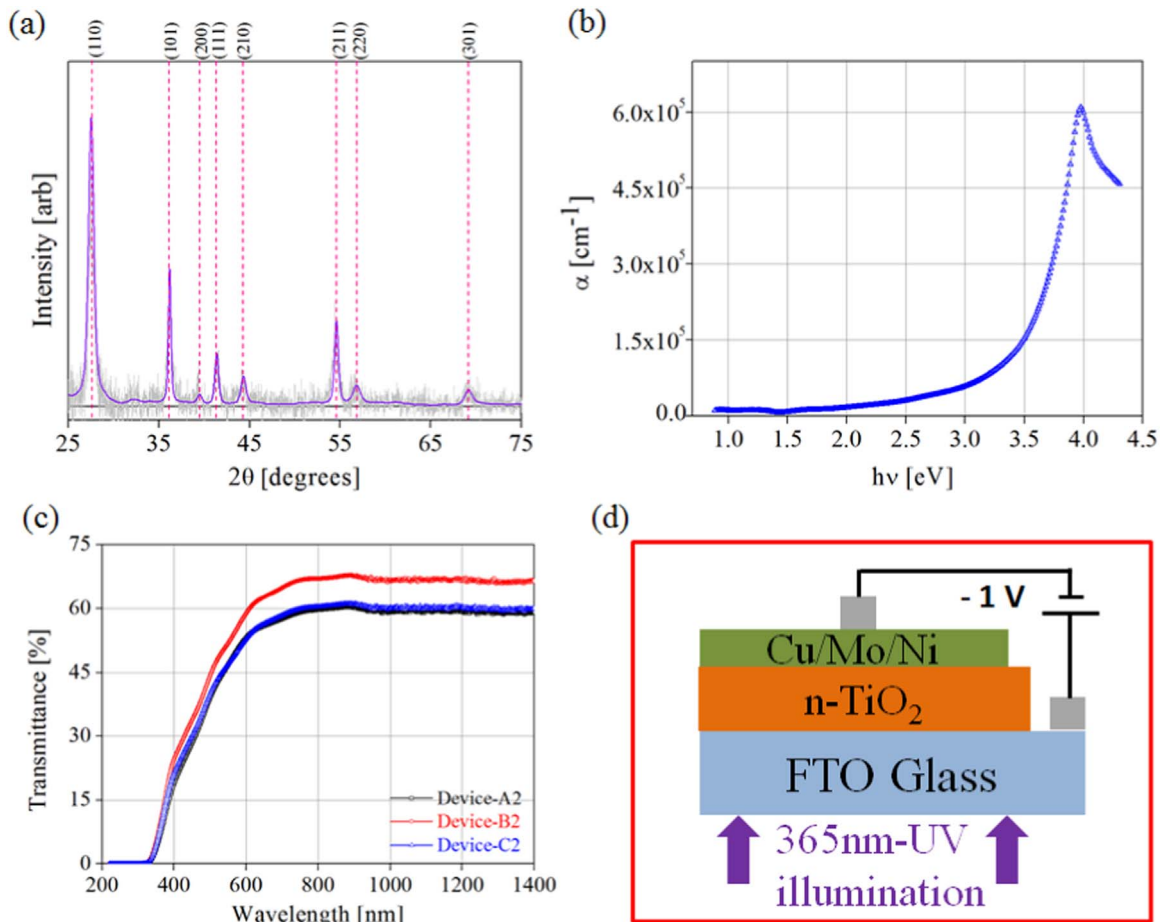 (a)
(110)
(101)
(200)
(111)
(210)
(211)
(220)
(301)
Intensity [arb]
25 35 45 55 65 75
2θ [degrees]
(b)
6.0x10⁵
4.5x10⁵
3.0x10⁵
1.5x10⁵
0.0
α [cm⁻¹]
1.0 1.5 2.0 2.5 3.0 3.5 4.0 4.5
hν [eV]
(c)
75
60
45
30
15
0
Transmittance [%]
Device-A2
Device-B2
Device-C2
200 400 600 800 1000 1200 1400
Wavelength [nm]
(d)
- 1 V
Cu/Mo/Ni
n-TiO₂
FTO Glass
365nm-UV
illumination